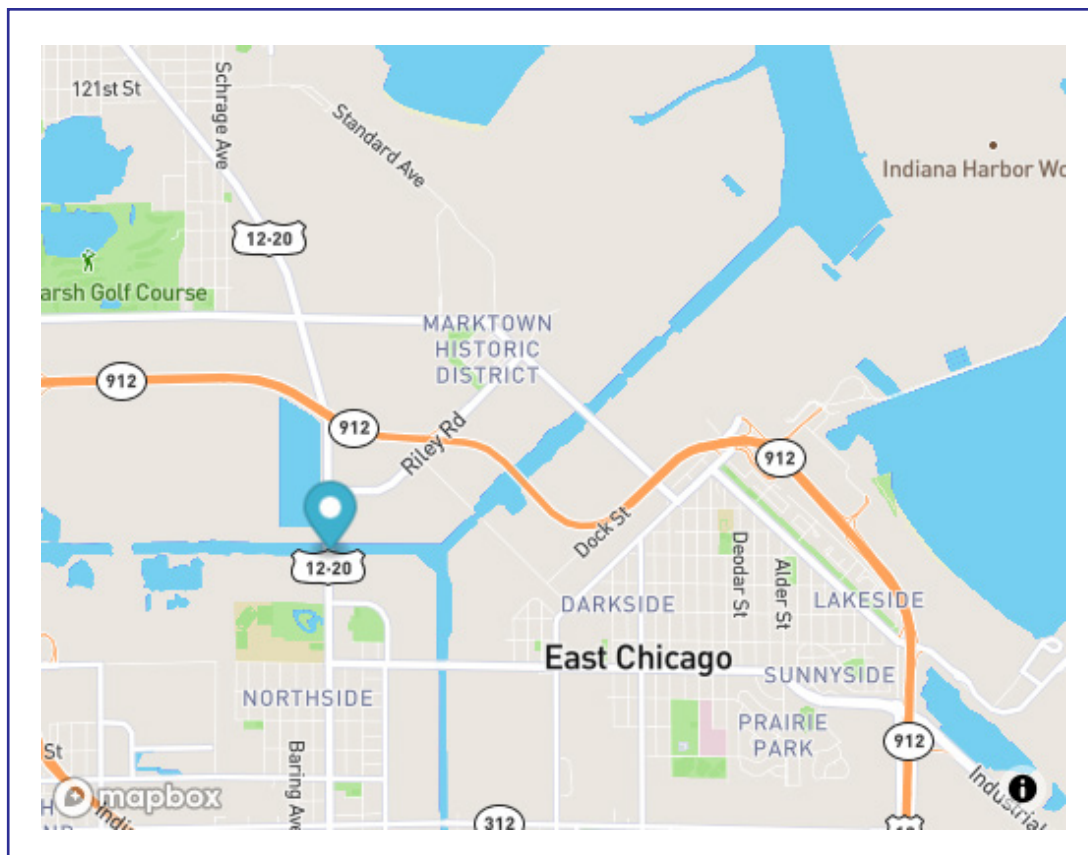 121st St
Schrage Ave
Standard Ave
Indiana Harbor Wo
12-20
arsh Golf Course
MARKTOWN
HISTORIC
DISTRICT
912
912
Riley Rd
912
Dock St
12-20
Deodar St
Alder St
DARKSIDE
LAKESIDE
East Chicago
SUNNYSIDE
NORTHSIDE
PRAIRIE
PARK
912
St
Baring Ave
mapbox
Industrial
312
H
Indi